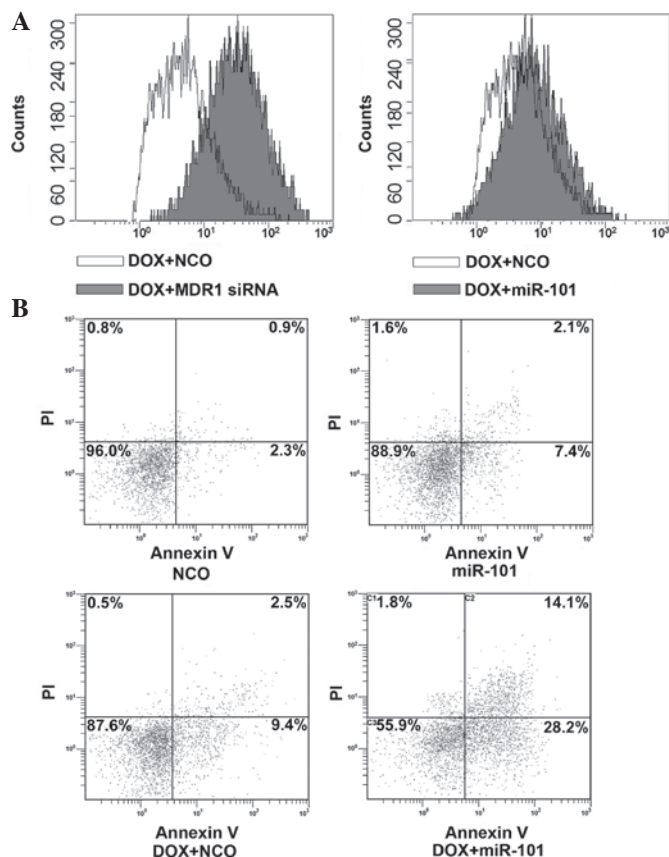 A
Counts
300
240
180
120
60
0
10⁰
10¹
10²
10³
DOX+NCO
DOX+MDR1 siRNA
Counts
300
240
180
120
60
0
10⁰
10¹
10²
10³
DOX+NCO
DOX+miR-101
B
0.8%
0.9%
PI
96.0%
2.3%
Annexin V
NCO
1.6%
2.1%
PI
88.9%
7.4%
Annexin V
miR-101
0.5%
2.5%
PI
87.6%
9.4%
Annexin V
DOX+NCO
C1
1.8%
C2
14.1%
PI
C3
55.9%
28.2%
Annexin V
DOX+miR-101